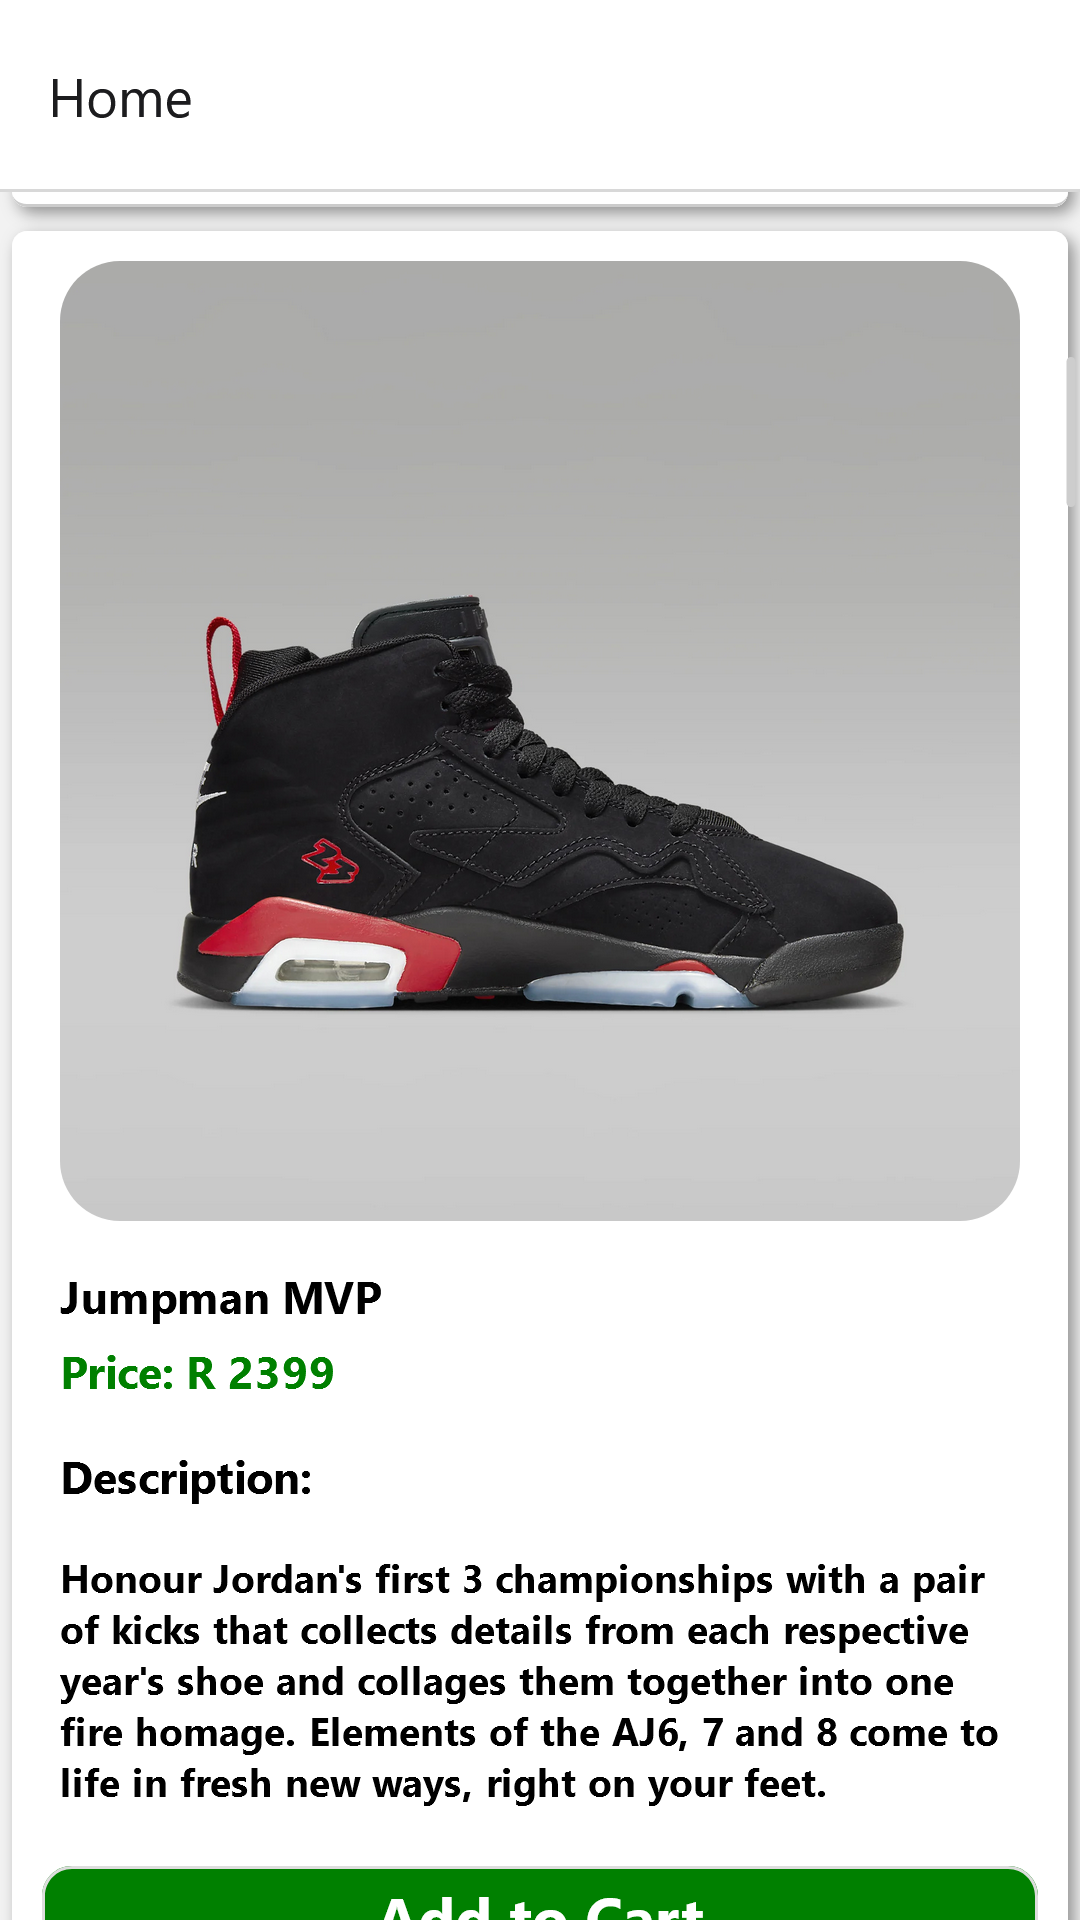 Home
23
Jumpman MVP
Price: R 2399
Description:
Honour Jordan's first 3 championships with a pair
of kicks that collects details from each respective
year's shoe and collages them together into one
fire homage. Elements of the AJ6, 7 and 8 come to
life in fresh new ways, right on your feet.
Add to Cart